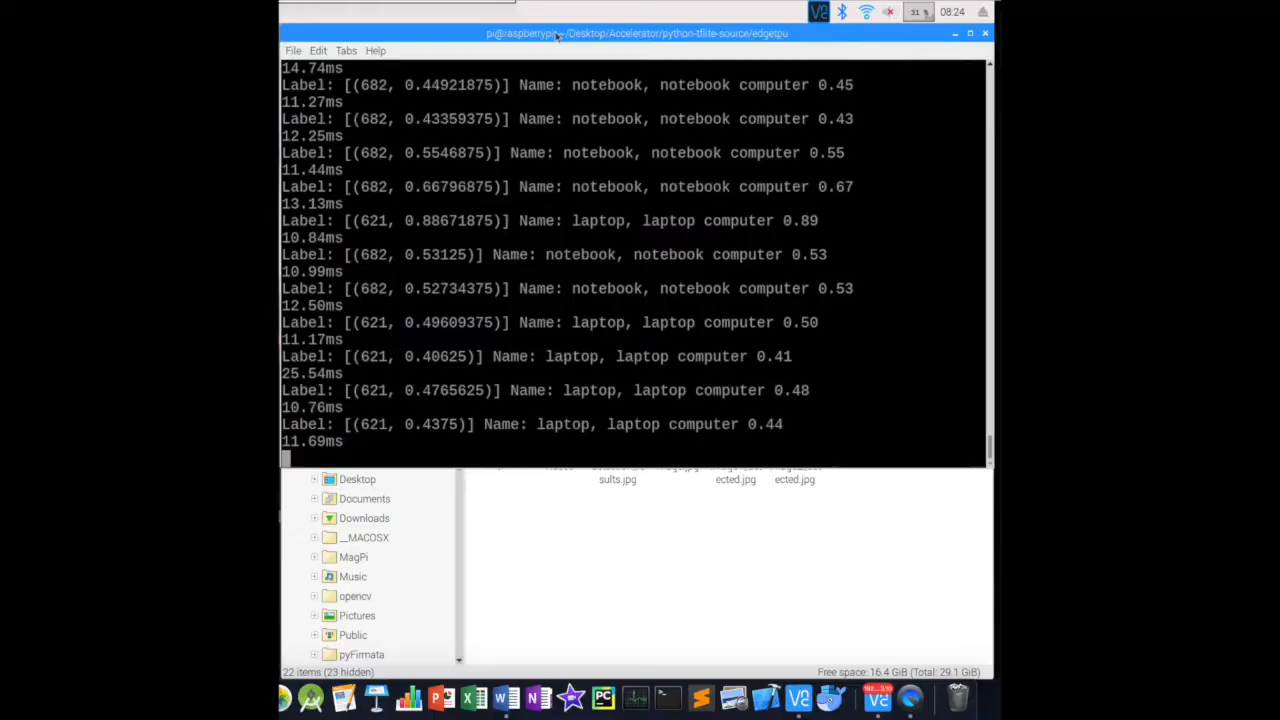 31 %
08:24
pi@raspberrypi: ~/Desktop/Accelerator/python-tflite-source/edgetpu
File Edit Tabs Help
14.74ms
Label: [(682, 0.44921875)] Name: notebook, notebook computer 0.45
11.27ms
Label: [(682, 0.43359375)] Name: notebook, notebook computer 0.43
12.25ms
Label: [(682, 0.5546875)] Name: notebook, notebook computer 0.55
11.44ms
Label: [(682, 0.66796875)] Name: notebook, notebook computer 0.67
13.13ms
Label: [(621, 0.88671875)] Name: laptop, laptop computer 0.89
10.84ms
Label: [(682, 0.53125)] Name: notebook, notebook computer 0.53
10.99ms
Label: [(682, 0.52734375)] Name: notebook, notebook computer 0.53
12.50ms
Label: [(621, 0.49609375)] Name: laptop, laptop computer 0.50
11.17ms
Label: [(621, 0.40625)] Name: laptop, laptop computer 0.41
25.54ms
Label: [(621, 0.4765625)] Name: laptop, laptop computer 0.48
10.76ms
Label: [(621, 0.4375)] Name: laptop, laptop computer 0.44
11.69ms
sults.jpg ected.jpg ected.jpg
Desktop
Documents
Downloads
__MACOSX
MagPi
Music
opencv
Pictures
Public
pyFirmata
22 items (23 hidden)
Free space: 16.4 GiB (Total: 29.1 GiB)